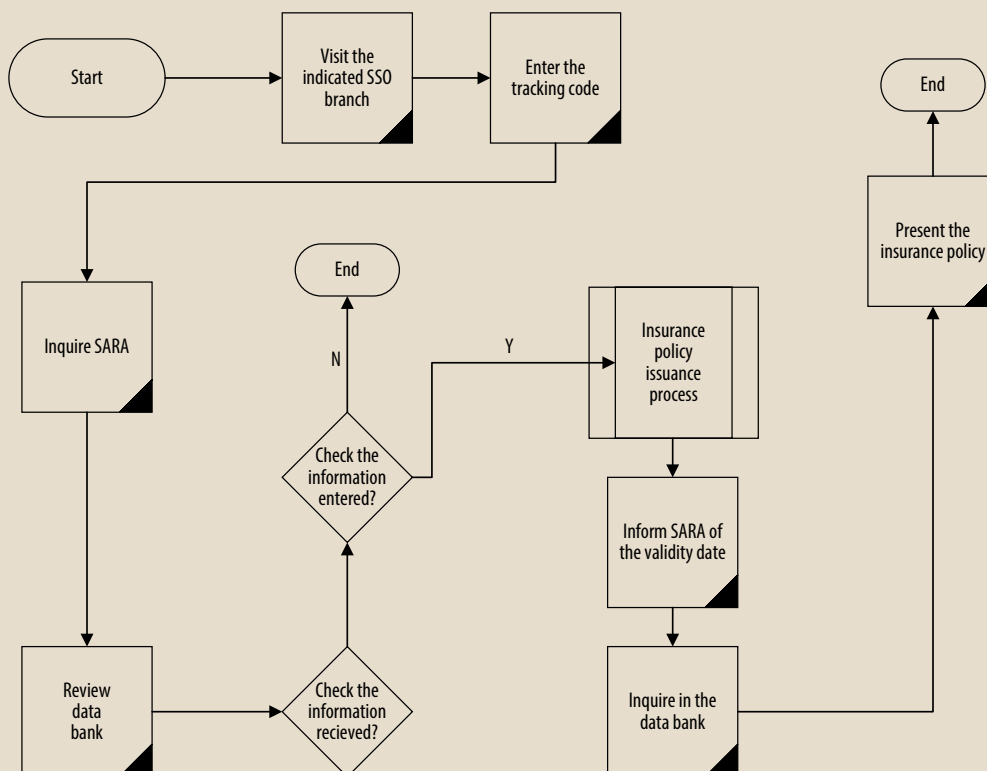 Start
Visit the
indicated SSO
branch
Enter the
tracking code
End
Present the
insurance policy
Inquire SARA
End
N
Y
Insurance
policy
issuance
process
Check the
information
entered?
Inform SARA of
the validity date
Review
data
bank
Check the
information
recieved?
Inquire in the
data bank